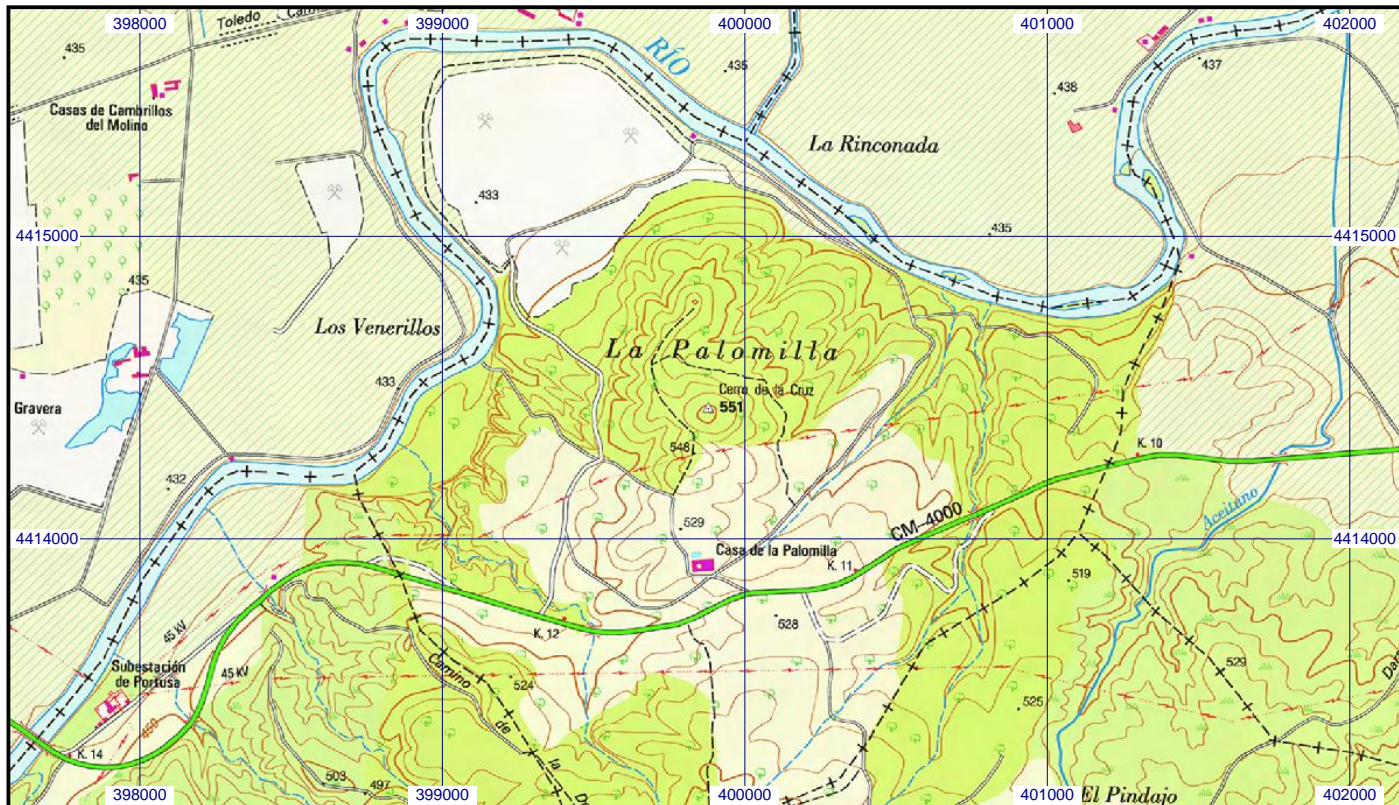 398000
399000
400000
401000
402000
Toledo
435
RÍO
435
437
438
Casas de Cambrillos
del Molino
La Rinconada
433
435
4415000
4415000
435
Los Venerillos
La Palomilla
433
Cerro de la Cruz
551
Gravera
548
K. 10
432
CM-4000
Aceituno
529
4414000
4414000
Casa de la Palomilla
K. 11
519
528
45 kV
K. 12
Subestación
de Portusa
45 kV
Camino
de
la
524
529
525
450
K. 14
503
497
El Pindajo
398000
399000
400000
401000
402000